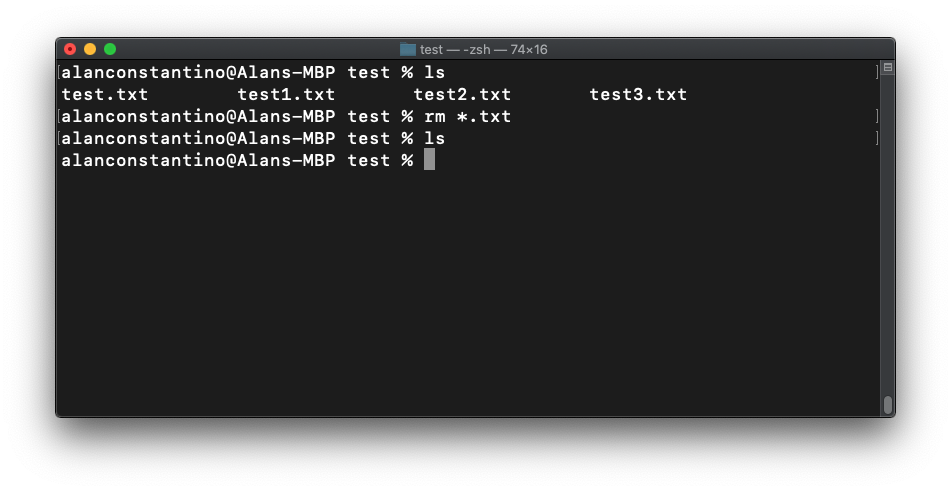 test — -zsh — 74×16
[alanconstantino@Alans-MBP test % ls ]
test.txt test1.txt test2.txt test3.txt
[alanconstantino@Alans-MBP test % rm *.txt ]
[alanconstantino@Alans-MBP test % ls ]
alanconstantino@Alans-MBP test %